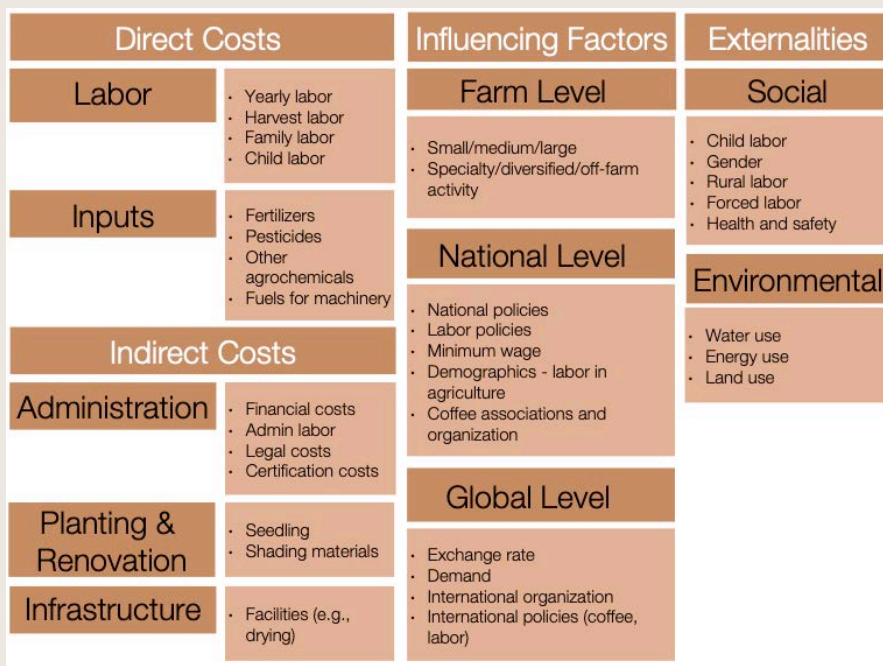 Direct Costs
Labor
· Yearly labor
· Harvest labor
· Family labor
· Child labor
Inputs
· Fertilizers
· Pesticides
· Other
agrochemicals
· Fuels for machinery
Indirect Costs
Administration
· Financial costs
· Admin labor
· Legal costs
· Certification costs
Planting &
Renovation
· Seedling
· Shading materials
Infrastructure
· Facilities (e.g.,
drying)
Influencing Factors
Farm Level
· Small/medium/large
· Specialty/diversified/off-farm
activity
National Level
· National policies
· Labor policies
· Minimum wage
· Demographics - labor in
agriculture
· Coffee associations and
organization
Global Level
· Exchange rate
· Demand
· International organization
· International policies (coffee,
labor)
Externalities
Social
· Child labor
· Gender
· Rural labor
· Forced labor
· Health and safety
Environmental
· Water use
· Energy use
· Land use